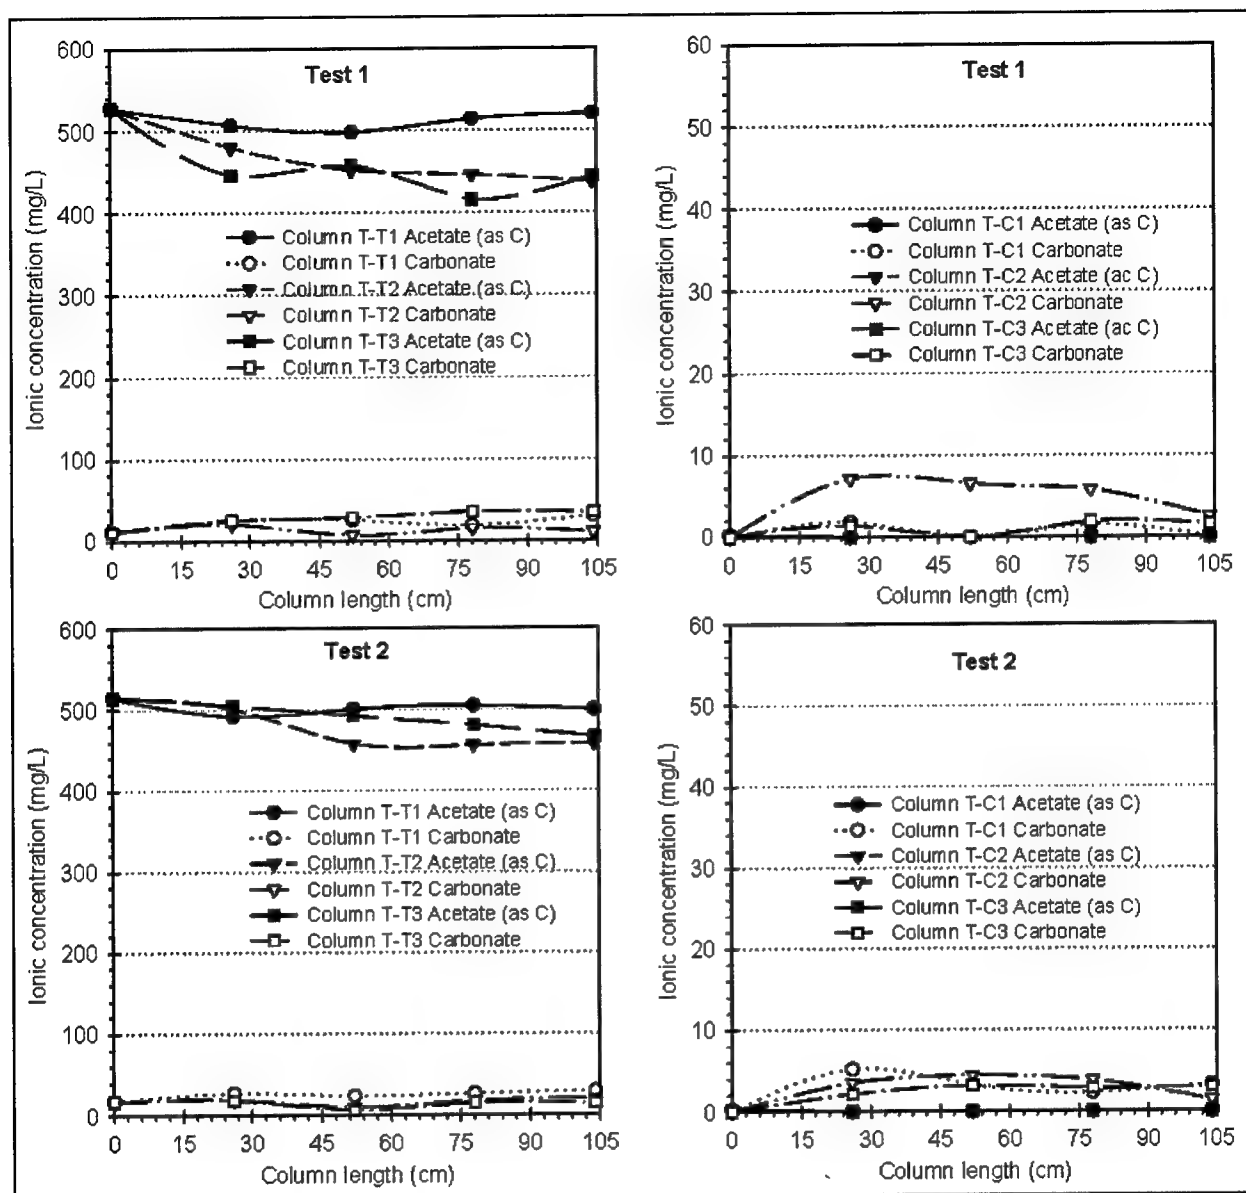 Test 1
600
500
400
300
200
100
0
Ionic concentration (mg/L)
Column T-T1 Acetate (as C)
Column T-T1 Carbonate
Column T-T2 Acetate (as C)
Column T-T2 Carbonate
Column T-T3 Acetate (as C)
Column T-T3 Carbonate
0 15 30 45 60 75 90 105
Column length (cm)
Test 1
60
50
40
30
20
10
0
Ionic concentration (mg/L)
Column T-C1 Acetate (as C)
Column T-C1 Carbonate
Column T-C2 Acetate (ac C)
Column T-C2 Carbonate
Column T-C3 Acetate (ac C)
Column T-C3 Carbonate
0 15 30 45 60 75 90 105
Column length (cm)
Test 2
600
500
400
300
200
100
0
Ionic concentration (mg/L)
Column T-T1 Acetate (as C)
Column T-T1 Carbonate
Column T-T2 Acetate (as C)
Column T-T2 Carbonate
Column T-T3 Acetate (as C)
Column T-T3 Carbonate
0 15 30 45 60 75 90 105
Column length (cm)
Test 2
60
50
40
30
20
10
0
Ionic concentration (mg/L)
Column T-C1 Acetate (as C)
Column T-C1 Carbonate
Column T-C2 Acetate (as C)
Column T-C2 Carbonate
Column T-C3 Acetate (as C)
Column T-C3 Carbonate
0 15 30 45 60 75 90 105
Column length (cm)